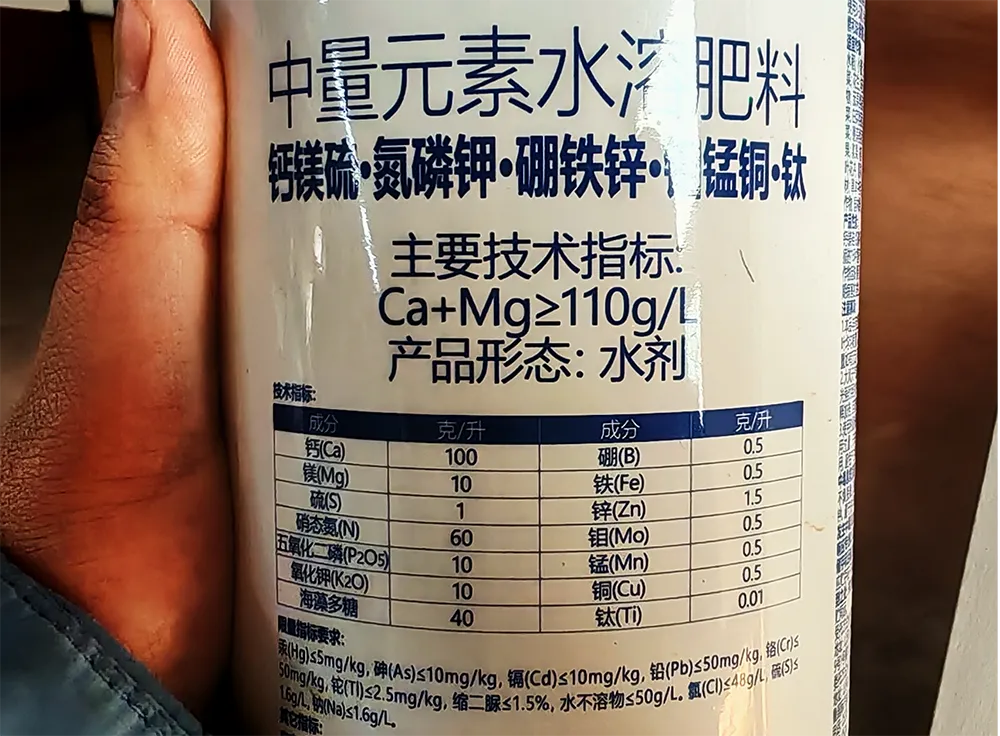 中量元素水溶肥料
钙镁硫·氮磷钾·硼铁锌· 锰铜·钛
主要技术指标:
Ca+Mg≥110g/L
产品形态：水剂
技术指标:
成分 克/升 成分 克/升
钙(Ca) 100 硼(B) 0.5
镁(Mg) 10 铁(Fe) 0.5
硫(S) 1 锌(Zn) 1.5
硝态氮(N) 60 钼(Mo) 0.5
五氧化二磷(P2O5) 10 锰(Mn) 0.5
氧化钾(K2O) 10 铜(Cu) 0.5
海藻多糖 40 钛(Ti) 0.01
限量指标要求:
汞(Hg)≤5mg/kg, 砷(As)≤10mg/kg, 镉(Cd)≤10mg/kg, 铅(Pb)≤50mg/kg, 铬(Cr)≤
50mg/kg, 铊(Tl)≤2.5mg/kg, 缩二脲≤1.5%, 水不溶物≤50g/L. 氯(Cl)≤48g/L, 硫(S)≤
1.6g/L, 钠(Na)≤1.6g/L。
其它指标: